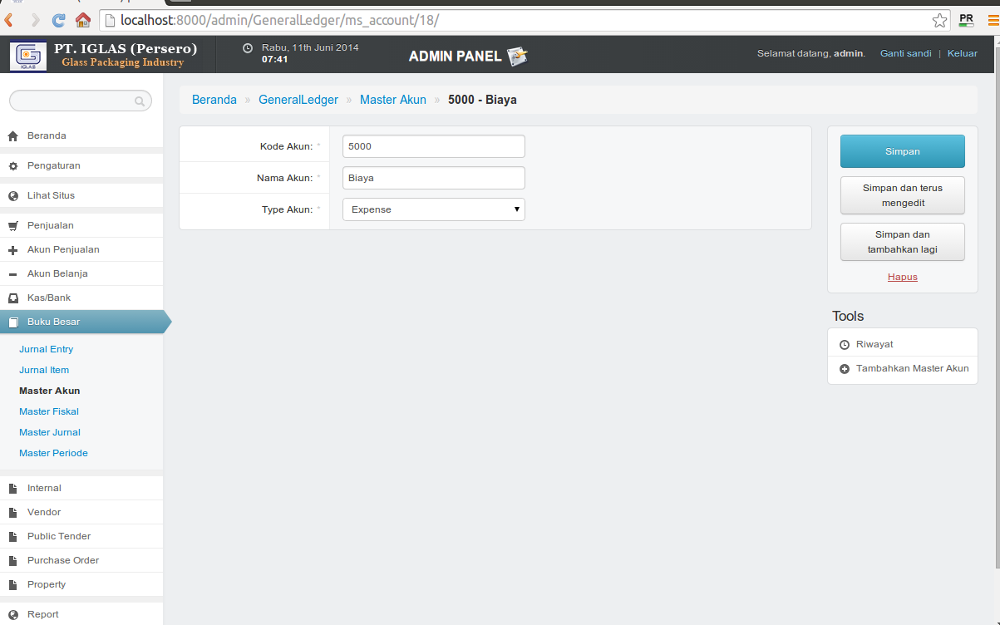 localhost:8000/admin/GeneralLedger/ms_account/18/
PR
IGLAS
PT. IGLAS (Persero)
Glass Packaging Industry
Rabu, 11th Juni 2014
07:41
ADMIN PANEL
Selamat datang, admin. Ganti sandi | Keluar
Beranda » GeneralLedger » Master Akun » 5000 - Biaya
Beranda
Pengaturan
Lihat Situs
Penjualan
Akun Penjualan
Akun Belanja
Kas/Bank
Buku Besar
Jurnal Entry
Jurnal Item
Master Akun
Master Fiskal
Master Jurnal
Master Periode
Internal
Vendor
Public Tender
Purchase Order
Property
Report
Kode Akun: * 5000
Nama Akun: * Biaya
Type Akun: * Expense
Simpan
Simpan dan terus
mengedit
Simpan dan
tambahkan lagi
Hapus
Tools
Riwayat
Tambahkan Master Akun